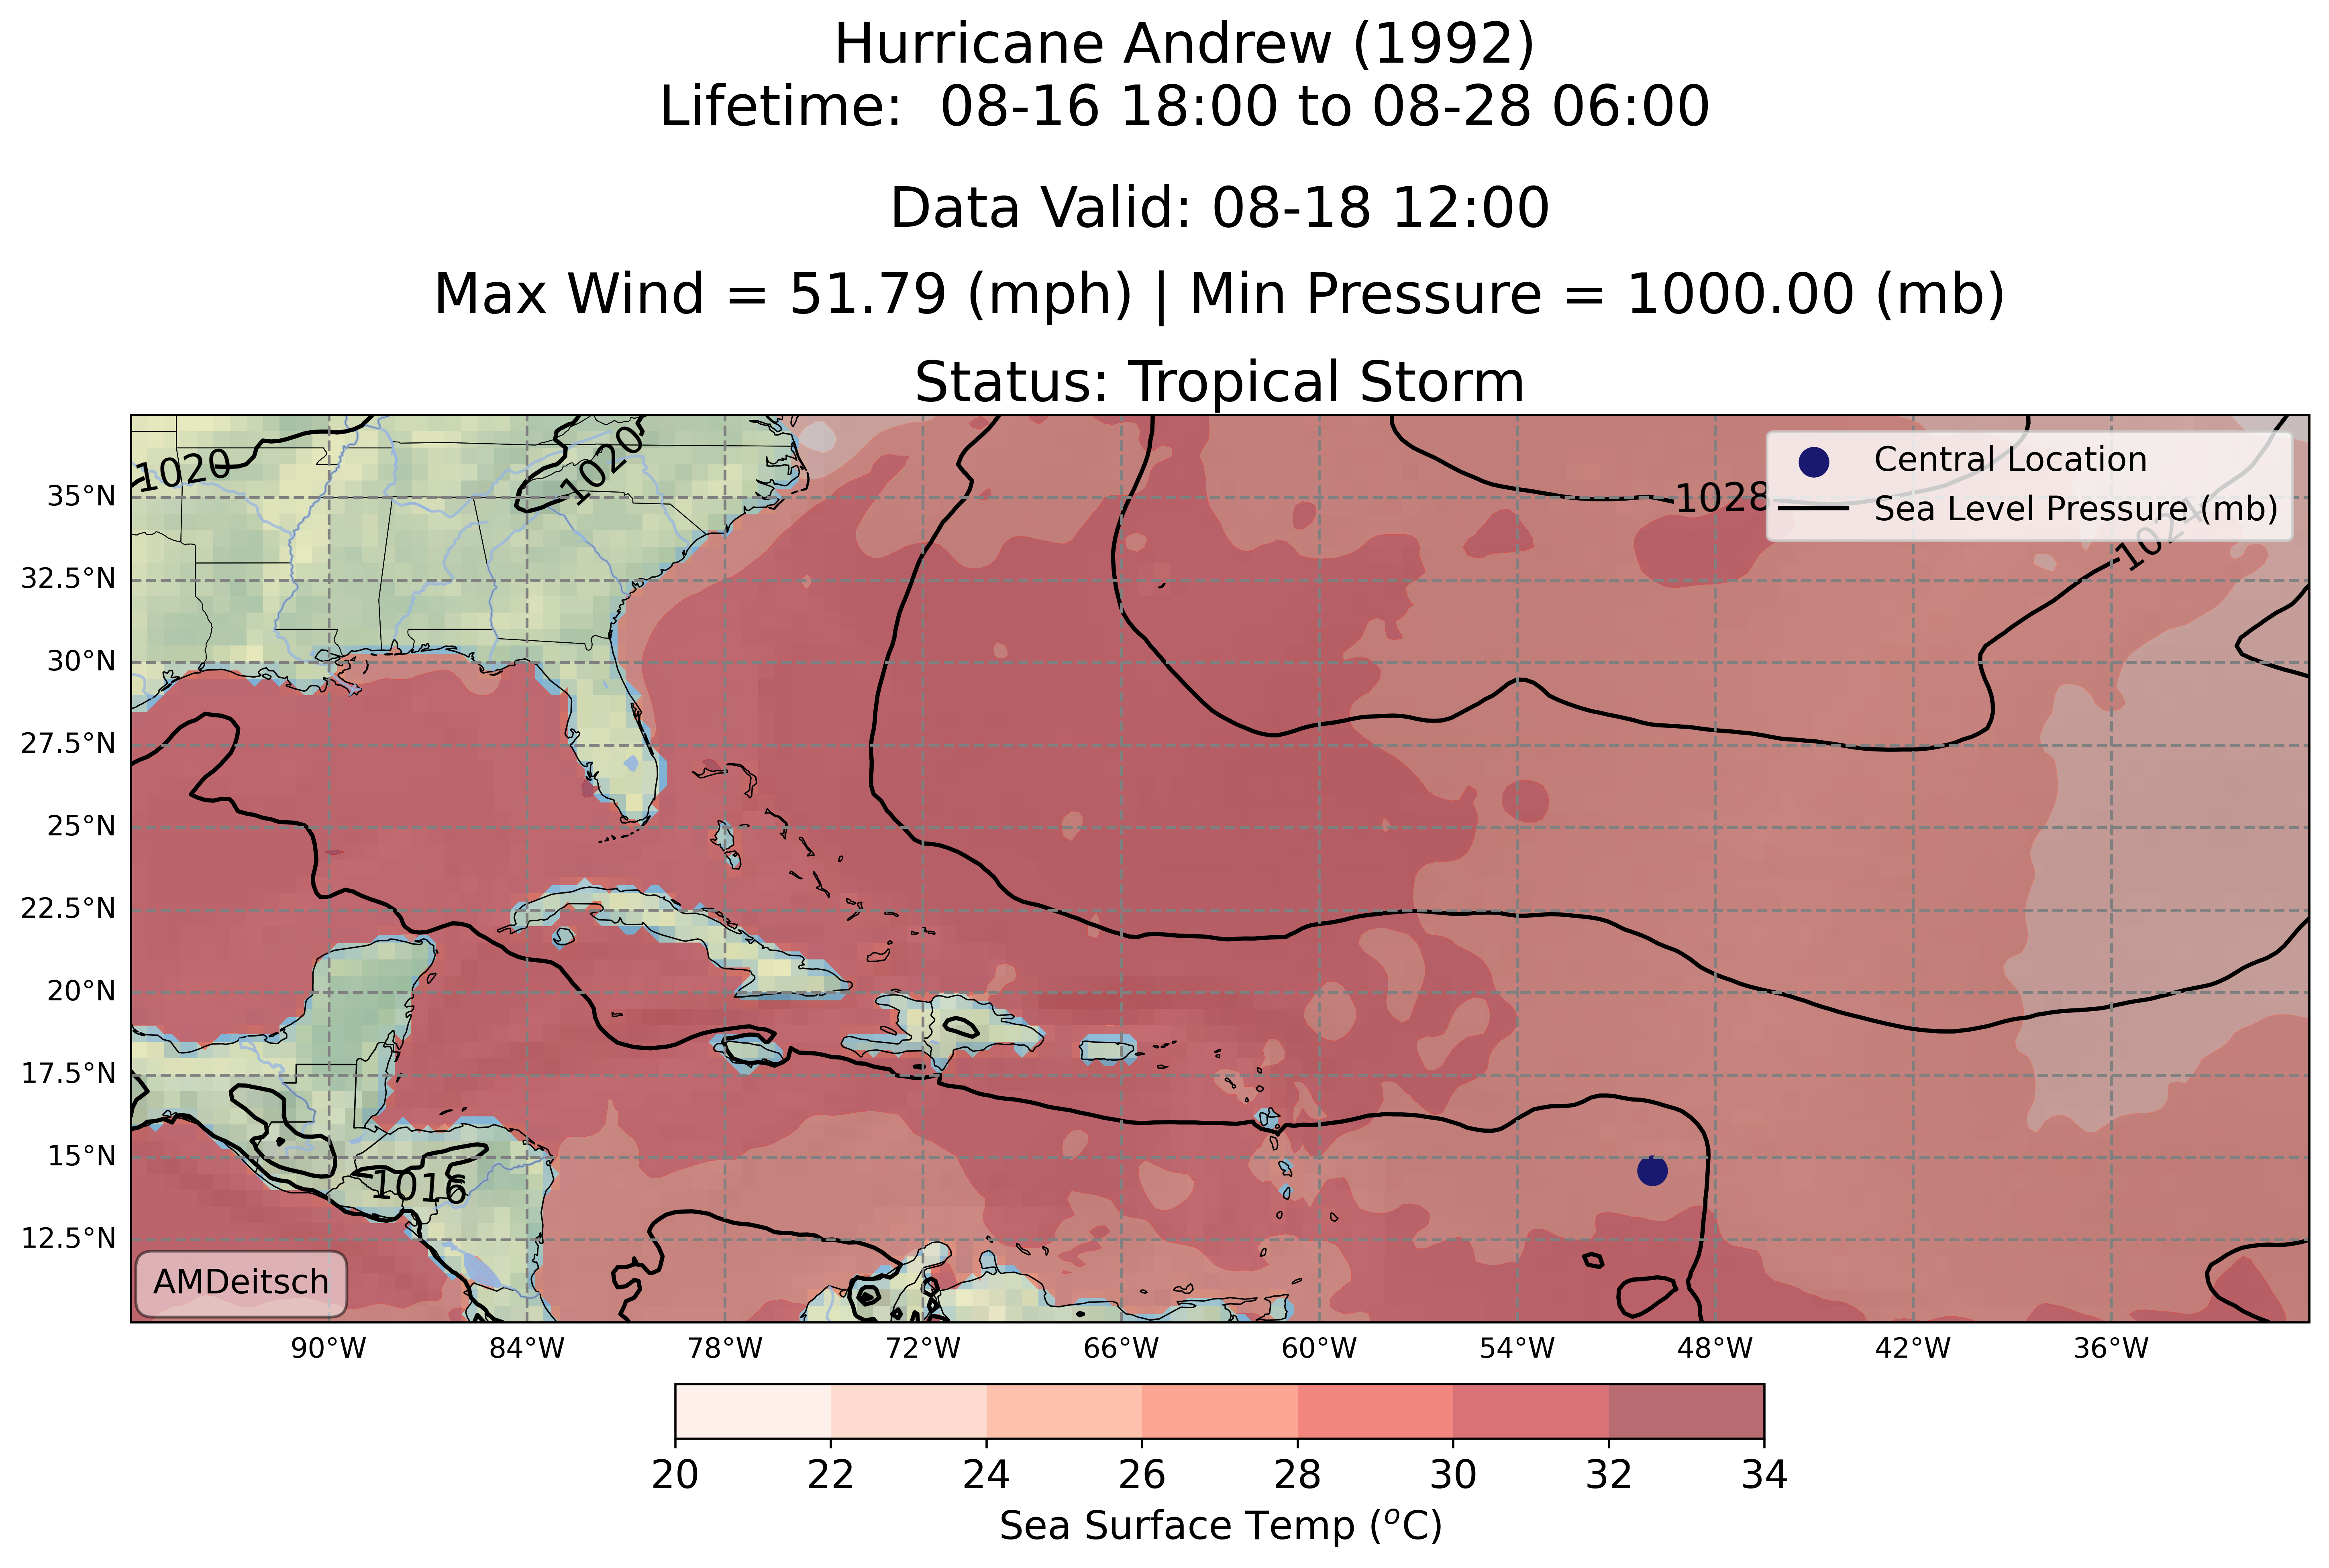 Hurricane Andrew (1992)
Lifetime:  08-16 18:00 to 08-28 06:00
Data Valid: 08-18 12:00
Max Wind = 51.79 (mph) | Min Pressure = 1000.00 (mb)
Status: Tropical Storm
1020
1020
1028
Central Location
Sea Level Pressure (mb)
35°N
32.5°N
30°N
27.5°N
25°N
22.5°N
20°N
17.5°N
15°N
1016
12.5°N
AMDeitsch
90°W
84°W
78°W
72°W
66°W
60°W
54°W
48°W
42°W
36°W
20
22
24
26
28
30
32
34
Sea Surface Temp (°C)